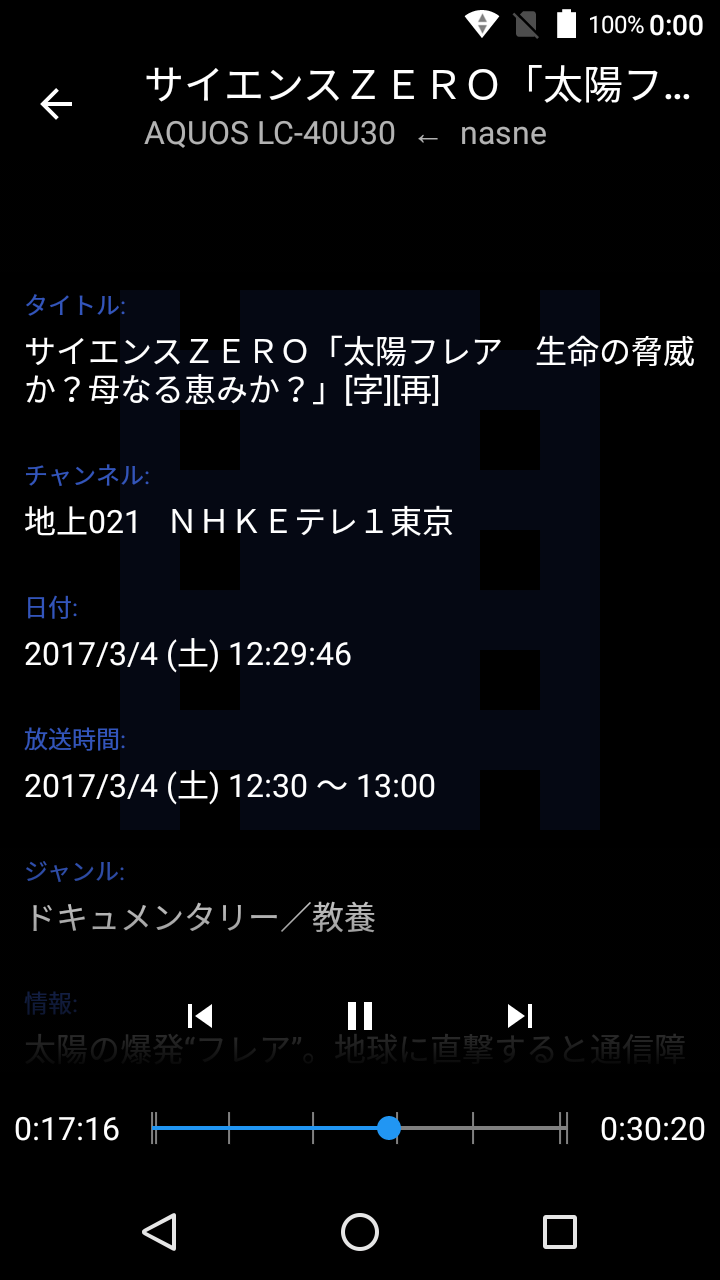 100% 0:00
サイエンスＺＥＲＯ「太陽フ...
AQUOS LC-40U30 ← nasne
タイトル:
サイエンスＺＥＲＯ「太陽フレア　生命の脅威
か？母なる恵みか？」[字][再]
チャンネル:
地上021　ＮＨＫＥテレ１東京
日付:
2017/3/4 (土) 12:29:46
放送時間:
2017/3/4 (土) 12:30 ～ 13:00
ジャンル:
ドキュメンタリー／教養
情報:
太陽の爆発“フレア”。地球に直撃すると通信障
0:17:16 0:30:20